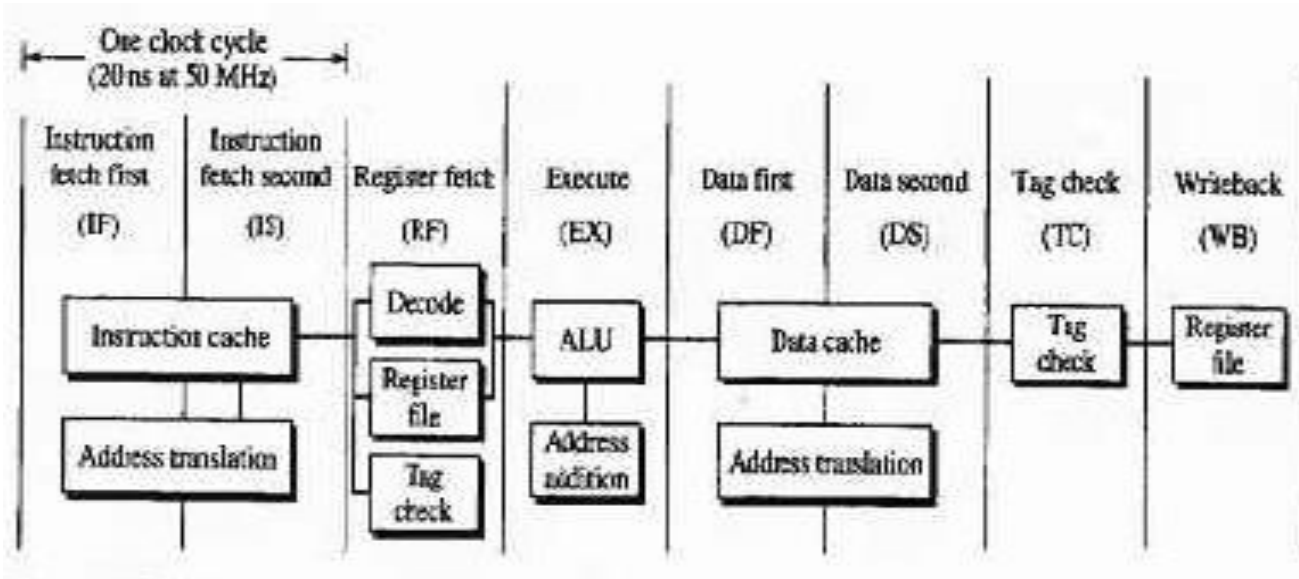 One clock cycle
(20 ns at 50 MHz)
Instruction
fetch first
(IF)
Instruction
fetch second
(IS)
Register fetch
(RF)
Execute
(EX)
Data first
(DF)
Data second
(DS)
Tag check
(TC)
Writeback
(WB)
Instruction cache
Address translation
Decode
Register
file
Tag
check
ALU
Address
addition
Data cache
Address translation
Tag
check
Register
file